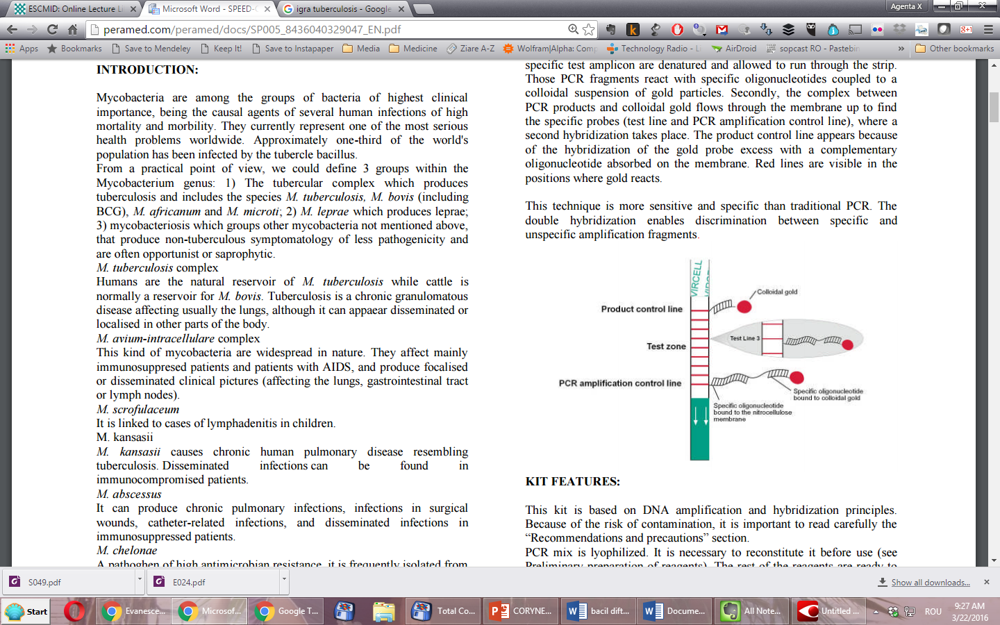 ESCMID: Online Lecture Li
Microsoft Word - SPEED-O
igra tuberculosis - Google
Agenta X
peramed.com/peramed/docs/SP005_8436040329047_EN.pdf
Apps
Bookmarks
Save to Mendeley
Keep It!
Save to Instapaper
Media
Medicine
Ziare A-Z
Wolfram|Alpha: Comp
Technology Radio - Li
AirDroid
sopcast RO - Pastebin
»
Other bookmarks
INTRODUCTION:
Mycobacteria are among the groups of bacteria of highest clinical
importance, being the causal agents of several human infections of high
mortality and morbility. They currently represent one of the most serious
health problems worldwide. Approximately one-third of the world's
population has been infected by the tubercle bacillus.
From a practical point of view, we could define 3 groups within the
Mycobacterium genus: 1) The tubercular complex which produces
tuberculosis and includes the species M. tuberculosis, M. bovis (including
BCG), M. africanum and M. microti; 2) M. leprae which produces leprae;
3) mycobacteriosis which groups other mycobacteria not mentioned above,
that produce non-tuberculous symptomatology of less pathogenicity and
are often opportunist or saprophytic.
M. tuberculosis complex
Humans are the natural reservoir of M. tuberculosis while cattle is
normally a reservoir for M. bovis. Tuberculosis is a chronic granulomatous
disease affecting usually the lungs, although it can appaear disseminated or
localised in other parts of the body.
M. avium-intracellulare complex
This kind of mycobacteria are widespread in nature. They affect mainly
immunosuppresed patients and patients with AIDS, and produce focalised
or disseminated clinical pictures (affecting the lungs, gastrointestinal tract
or lymph nodes).
M. scrofulaceum
It is linked to cases of lymphadenitis in children.
M. kansasii
M. kansasii causes chronic human pulmonary disease resembling
tuberculosis. Disseminated infections can be found in
immunocompromised patients.
M. abscessus
It can produce chronic pulmonary infections, infections in surgical
wounds, catheter-related infections, and disseminated infections in
immunosuppressed patients.
M. chelonae
A pathoghen of high antimicrobian resistance, it is frequently isolated from
specific test amplicon are denatured and allowed to run through the strip.
Those PCR fragments react with specific oligonucleotides coupled to a
colloidal suspension of gold particles. Secondly, the complex between
PCR products and colloidal gold flows through the membrane up to find
the specific probes (test line and PCR amplification control line), where a
second hybridization takes place. The product control line appears because
of the hybridization of the gold probe excess with a complementary
oligonucleotide absorbed on the membrane. Red lines are visible in the
positions where gold reacts.
This technique is more sensitive and specific than traditional PCR. The
double hybridization enables discrimination between specific and
unspecific amplification fragments.
VIRCELL
Colloidal gold
Product control line
Test Line 3
Test zone
PCR amplification control line
Specific oligonucleotide
bound to colloidal gold
Specific oligonucleotide
bound to the nitrocellulose
membrane
KIT FEATURES:
This kit is based on DNA amplification and hybridization principles.
Because of the risk of contamination, it is important to read carefully the
“Recommendations and precautions” section.
PCR mix is lyophilized. It is necessary to reconstitute it before use (see
Preliminary preparation of reagents). The rest of the reagents are ready to
S049.pdf
E024.pdf
Show all downloads...
Start
Evanesce...
Microsof...
Google T...
Total Co...
CORYNE...
bacil dift...
Docume...
All Note...
Untitled ...
ROU
9:27 AM
3/22/2016